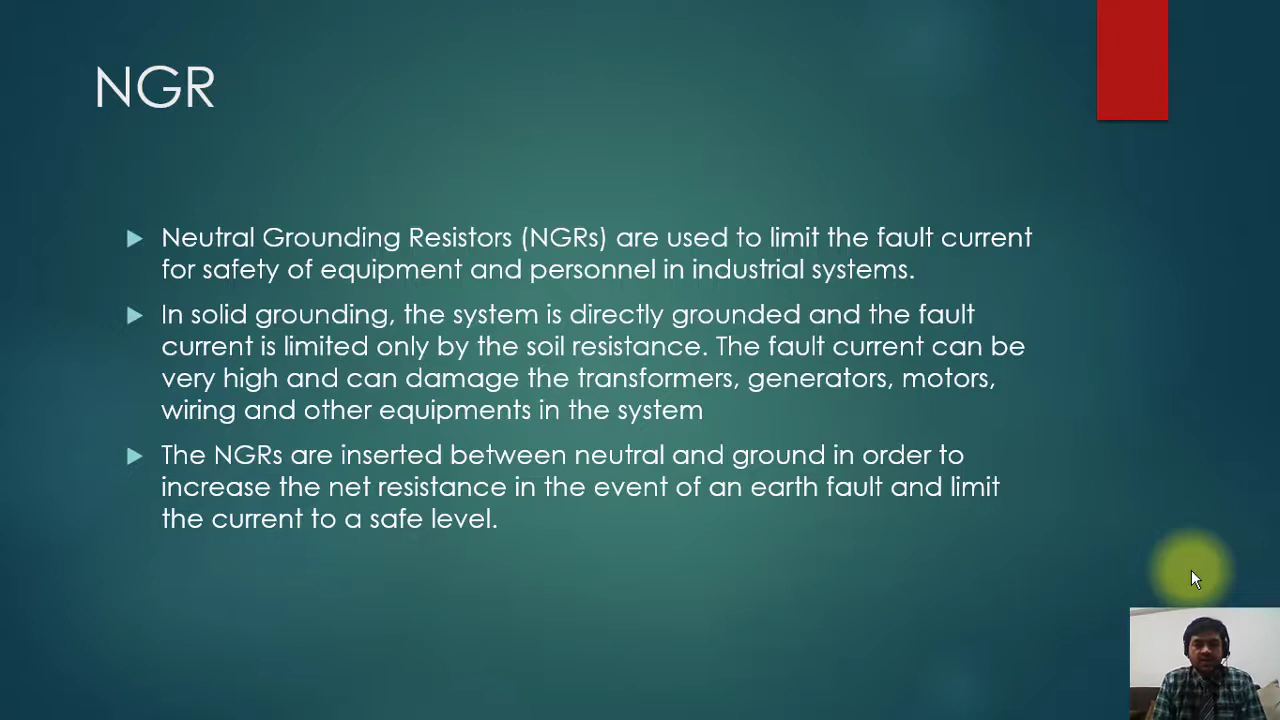 NGR
Neutral Grounding Resistors (NGRs) are used to limit the fault current
for safety of equipment and personnel in industrial systems.
In solid grounding, the system is directly grounded and the fault
current is limited only by the soil resistance. The fault current can be
very high and can damage the transformers, generators, motors,
wiring and other equipments in the system
The NGRs are inserted between neutral and ground in order to
increase the net resistance in the event of an earth fault and limit
the current to a safe level.